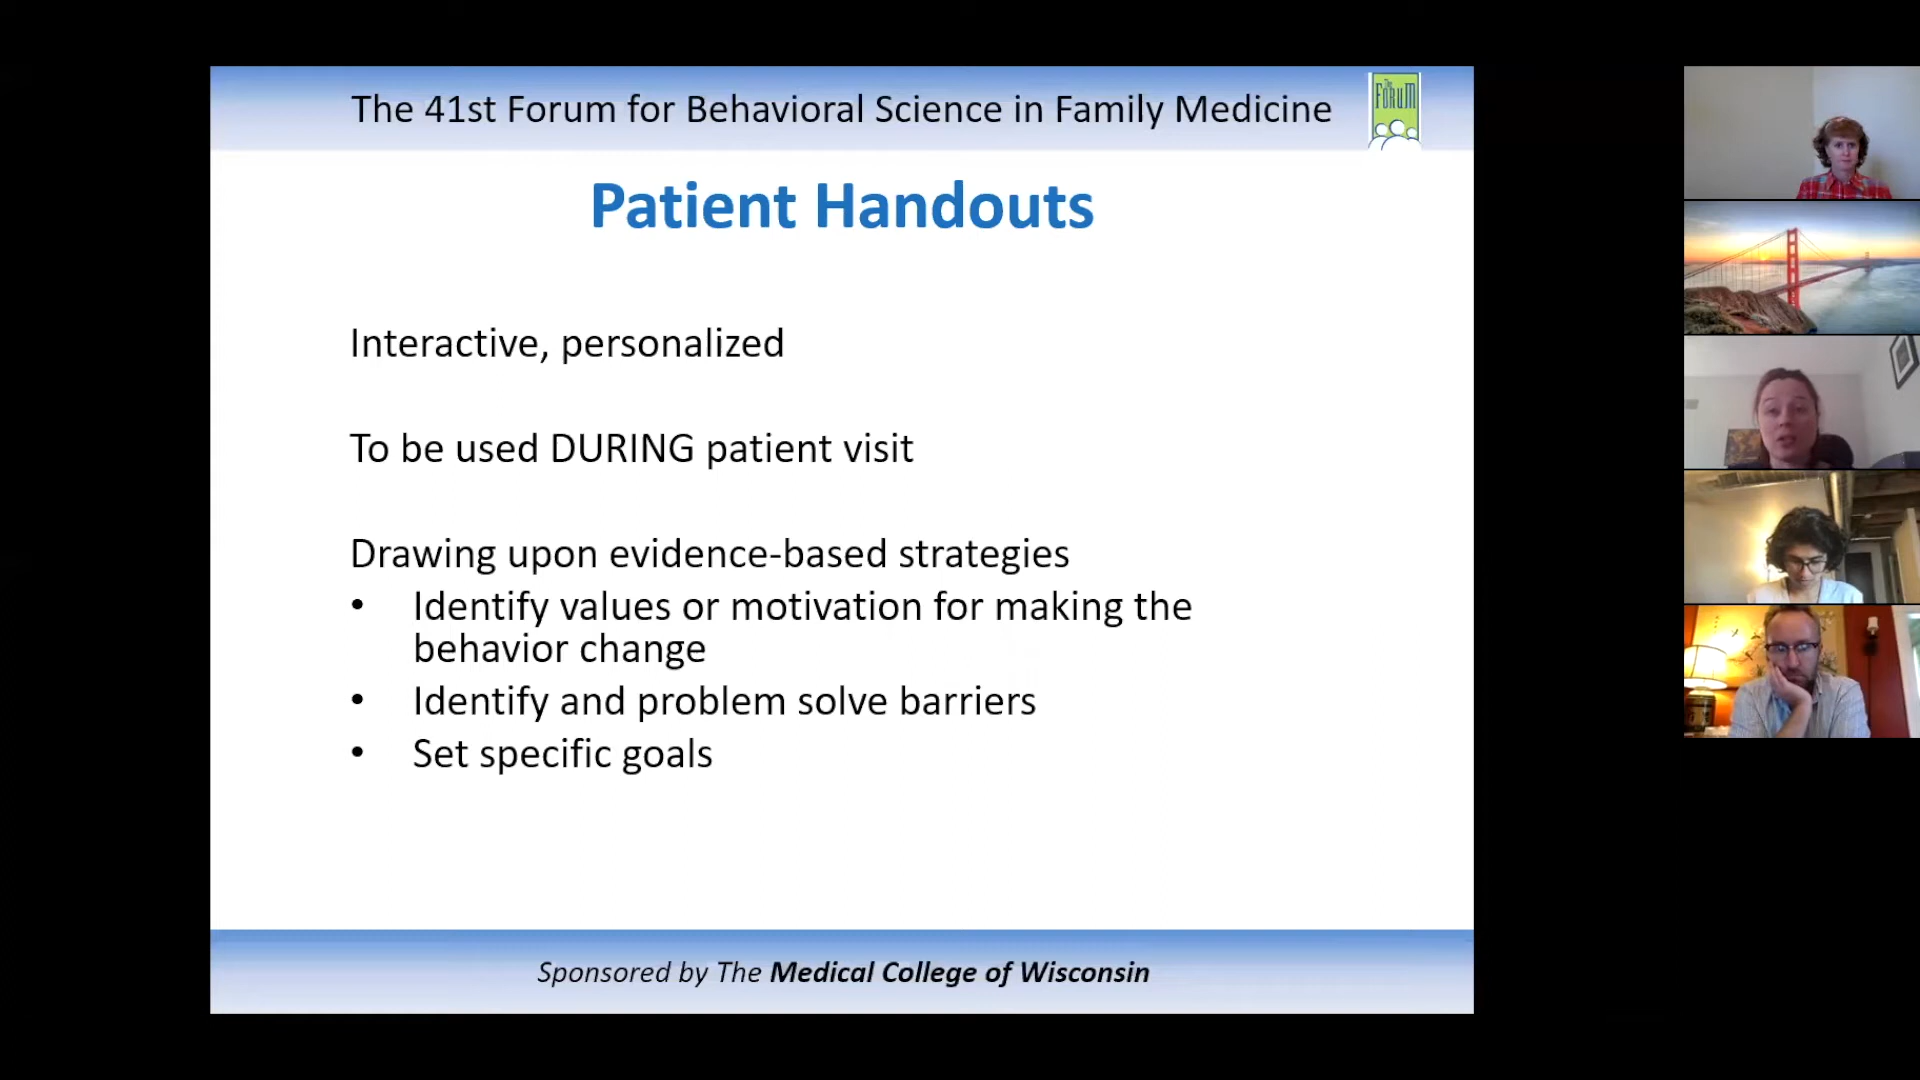 The 41st Forum for Behavioral Science in Family Medicine
The
FORUM
Patient Handouts
Interactive, personalized
To be used DURING patient visit
Drawing upon evidence-based strategies
• Identify values or motivation for making the
behavior change
• Identify and problem solve barriers
• Set specific goals
Sponsored by The Medical College of Wisconsin